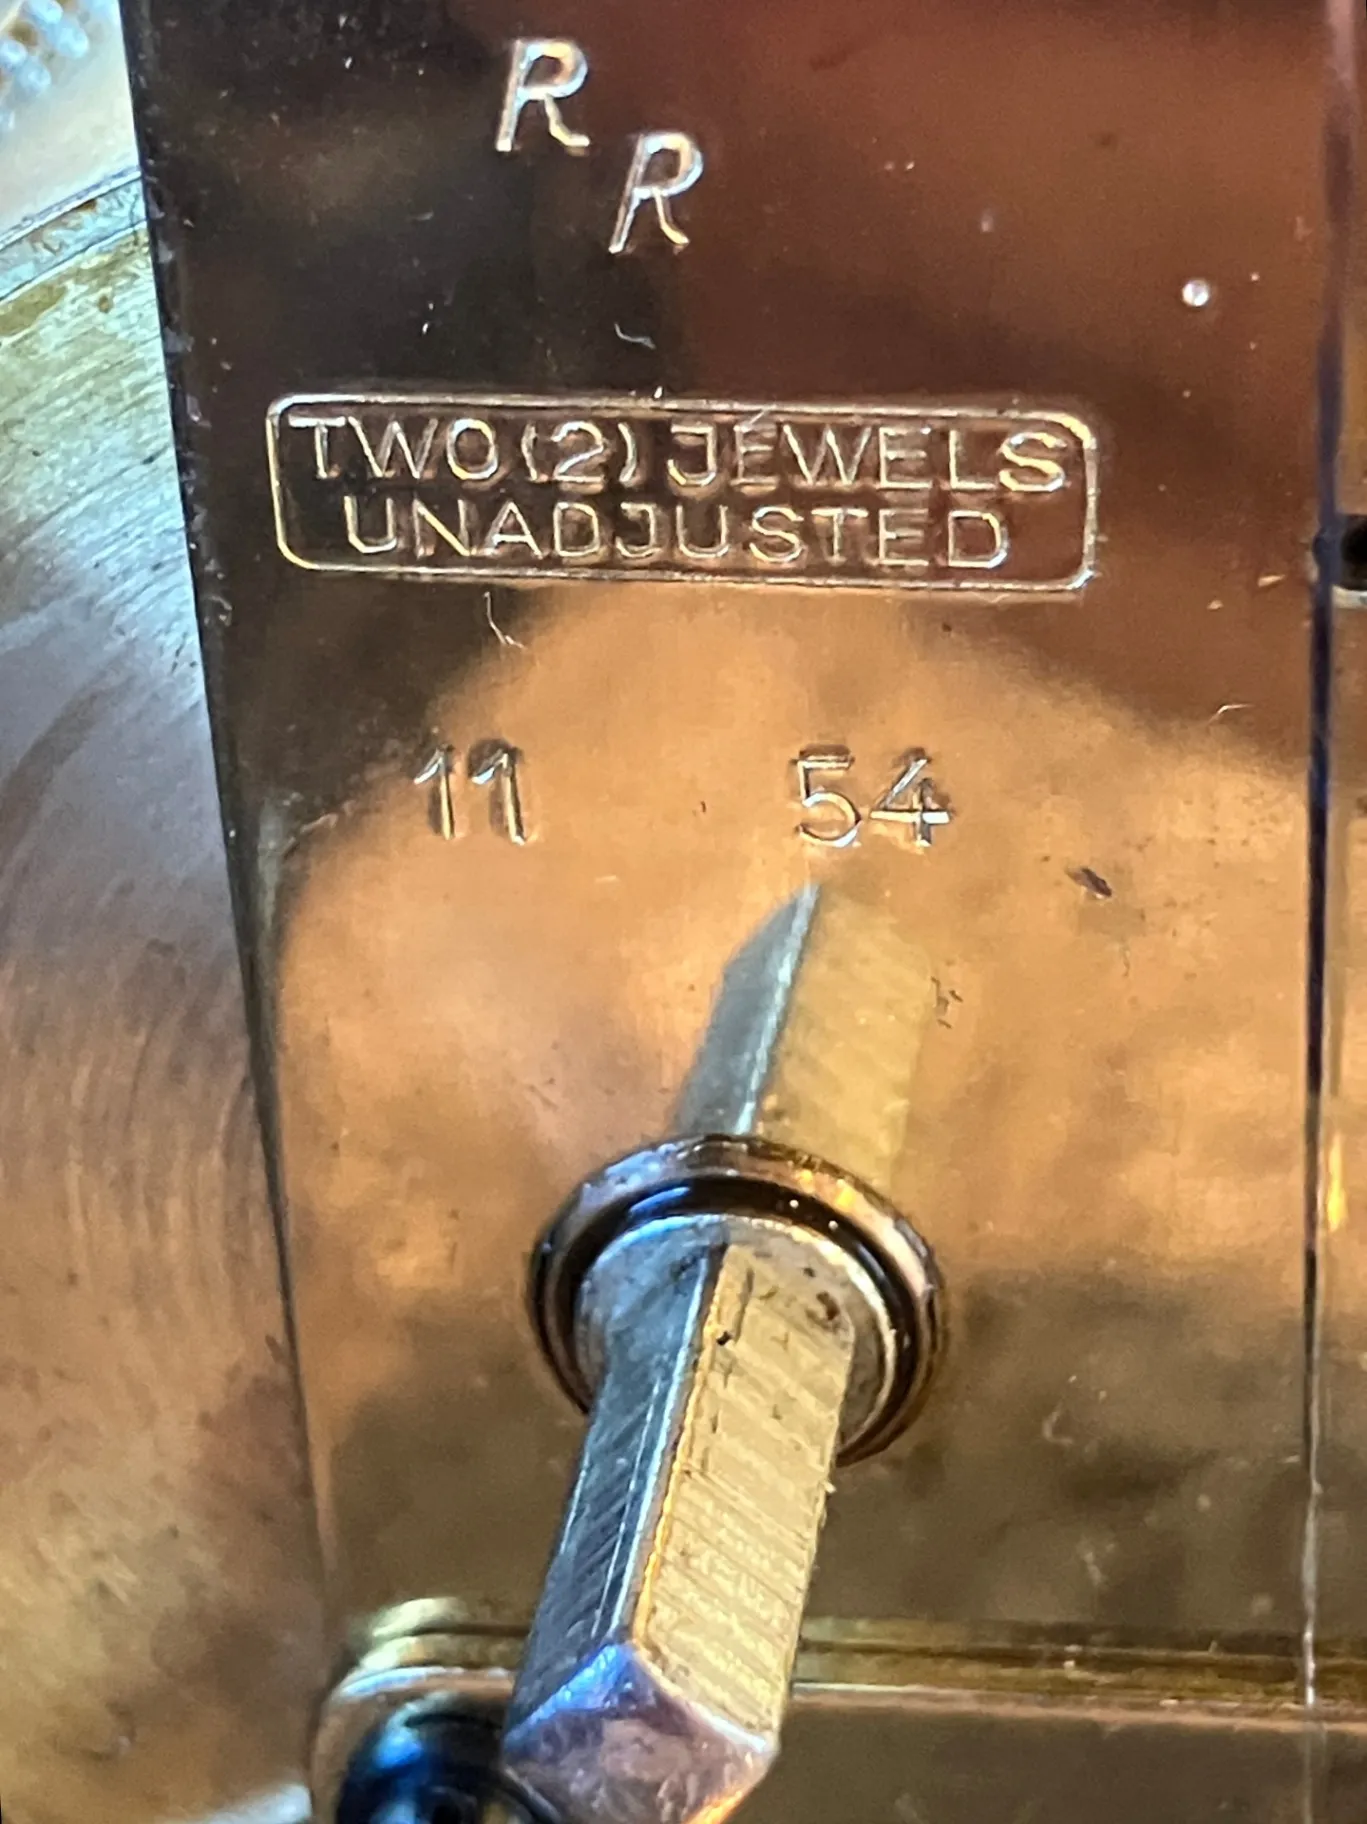 R
R
TWO (2) JEWELS
UNADJUSTED
11 54